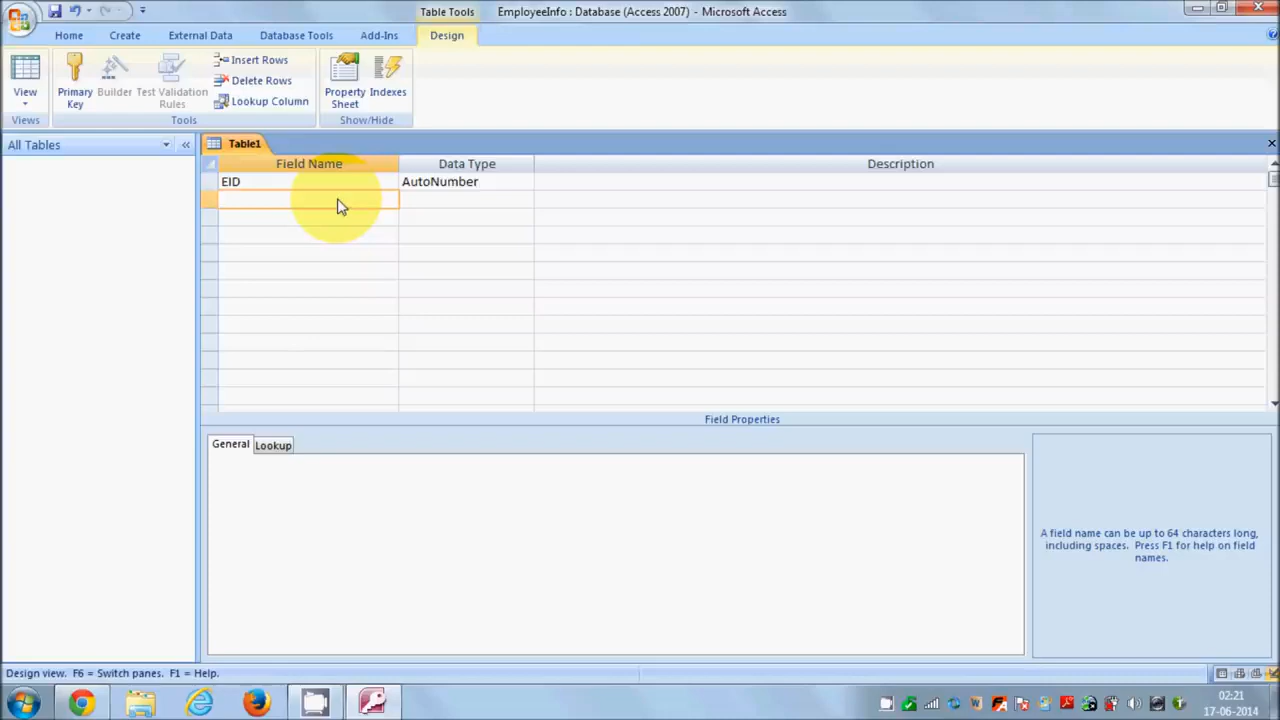 Table Tools
EmployeeInfo : Database (Access 2007) - Microsoft Access
Home Create External Data Database Tools Add-Ins Design
View
Primary Key
Builder
Test Validation Rules
Insert Rows
Delete Rows
Lookup Column
Property Sheet
Indexes
Views
Tools
Show/Hide
All Tables
Table1
Field Name Data Type Description
EID AutoNumber
Field Properties
General Lookup
A field name can be up to 64 characters long,
including spaces. Press F1 for help on field
names.
Design view. F6 = Switch panes. F1 = Help.
02:21
17-06-2014